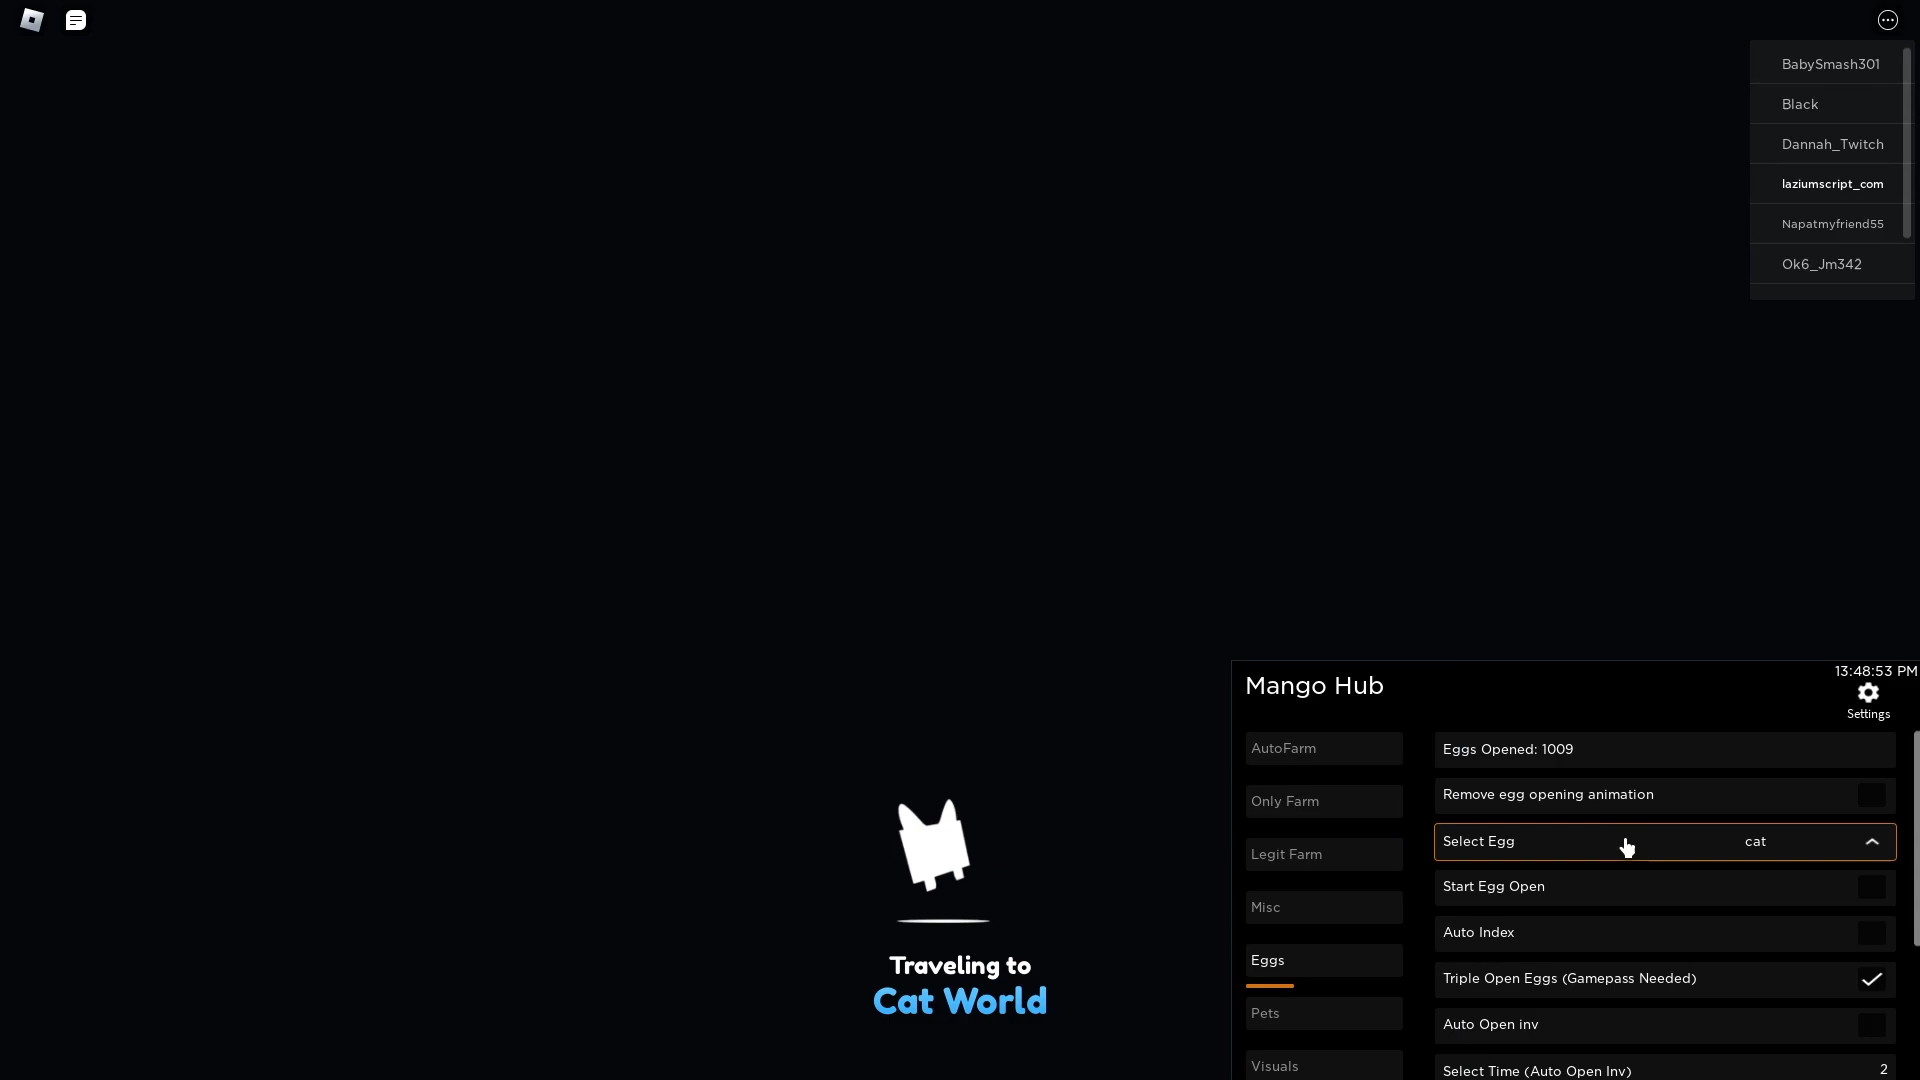 BabySmash301
Black
Dannah_Twitch
laziumscript_com
Napatmyfriend55
Ok6_Jm342
13:48:53 PM
Mango Hub
Settings
AutoFarm
Only Farm
Legit Farm
Misc
Eggs
Pets
Visuals
Eggs Opened: 1009
Remove egg opening animation
Select Egg cat
Start Egg Open
Auto Index
Triple Open Eggs (Gamepass Needed)
Auto Open inv
Select Time (Auto Open Inv) 2
Traveling to
Cat World